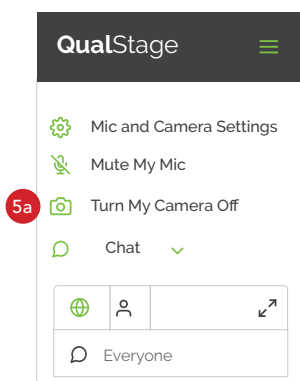 QualStage
Mic and Camera Settings
Mute My Mic
5a
Turn My Camera Off
Chat
Everyone